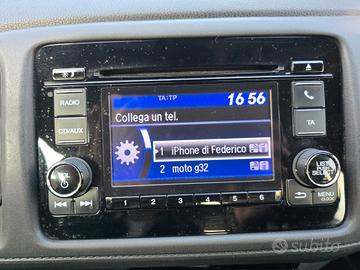 TA:TP 16 56
Collega un tel.
1 iPhone di Federico
2 moto g32
RADIO
CD/AUX
TA
VOL
LIST
SELECT
MENU
CLOCK
1 2 3 4 5 6
subito